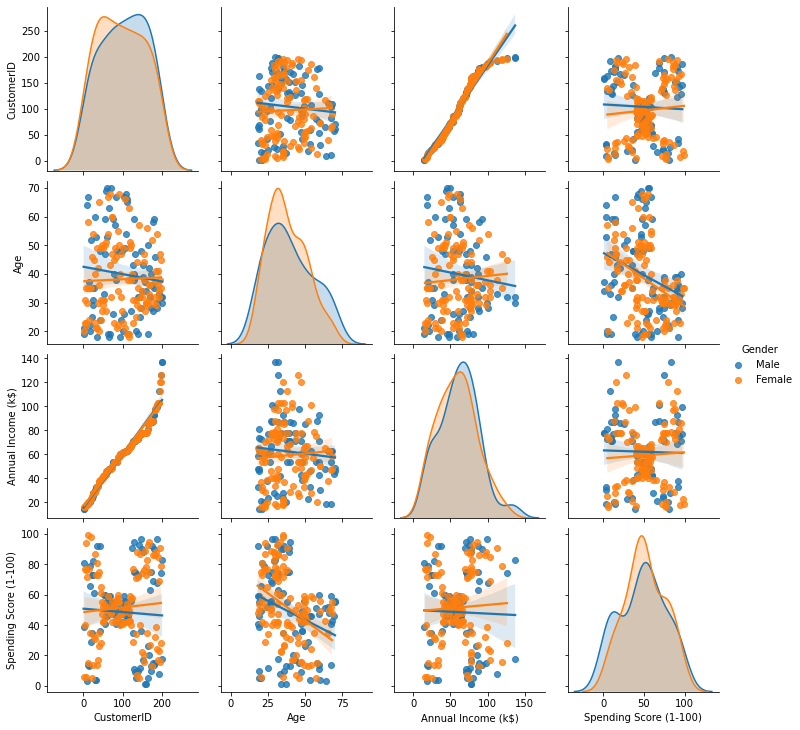 250
200
150
100
50
0
CustomerID
70
60
50
40
30
20
Age
Gender
Male
Female
140
120
100
80
60
40
20
Annual Income (k$)
100
80
60
40
20
0
Spending Score (1-100)
0 100 200
CustomerID
0 25 50 75
Age
0 50 100 150
Annual Income (k$)
0 50 100
Spending Score (1-100)